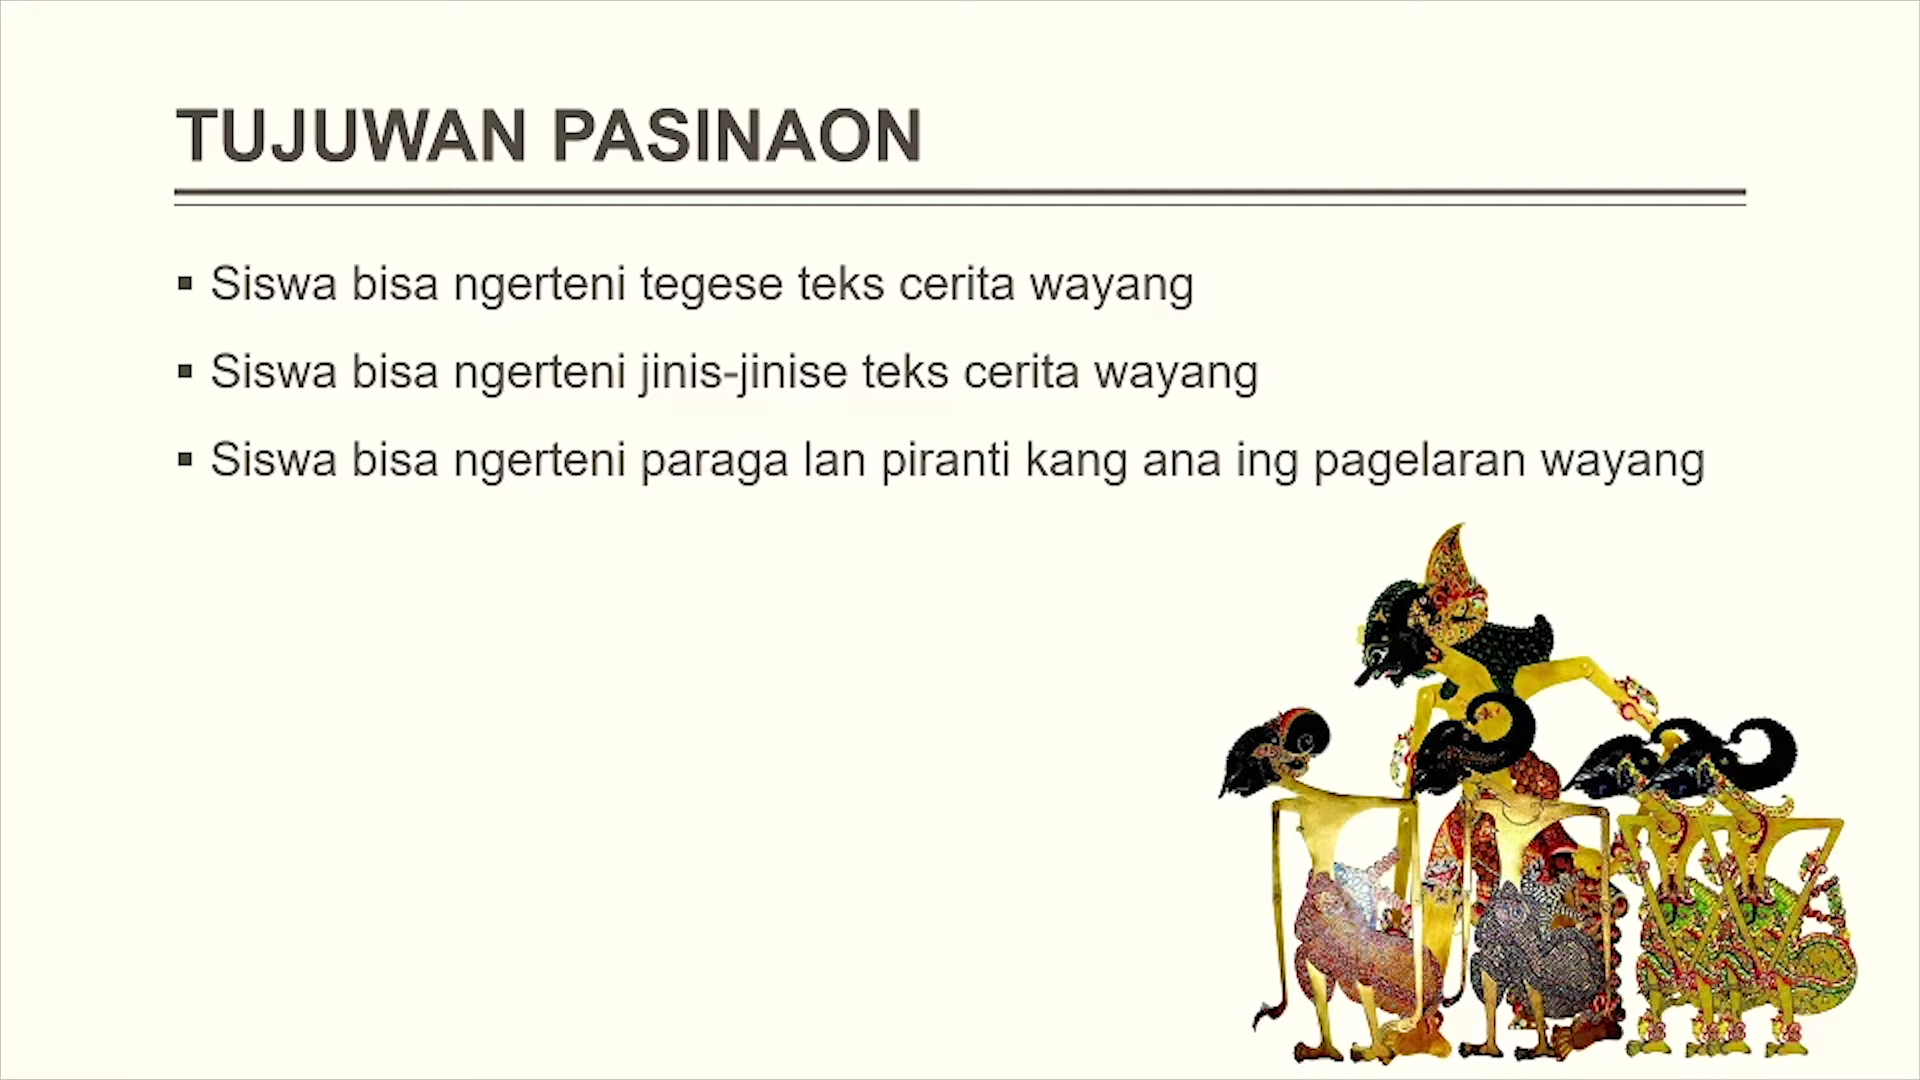 TUJUWAN PASINAON
▪ Siswa bisa ngerteni tegese teks cerita wayang
▪ Siswa bisa ngerteni jinis-jinise teks cerita wayang
▪ Siswa bisa ngerteni paraga lan piranti kang ana ing pagelaran wayang